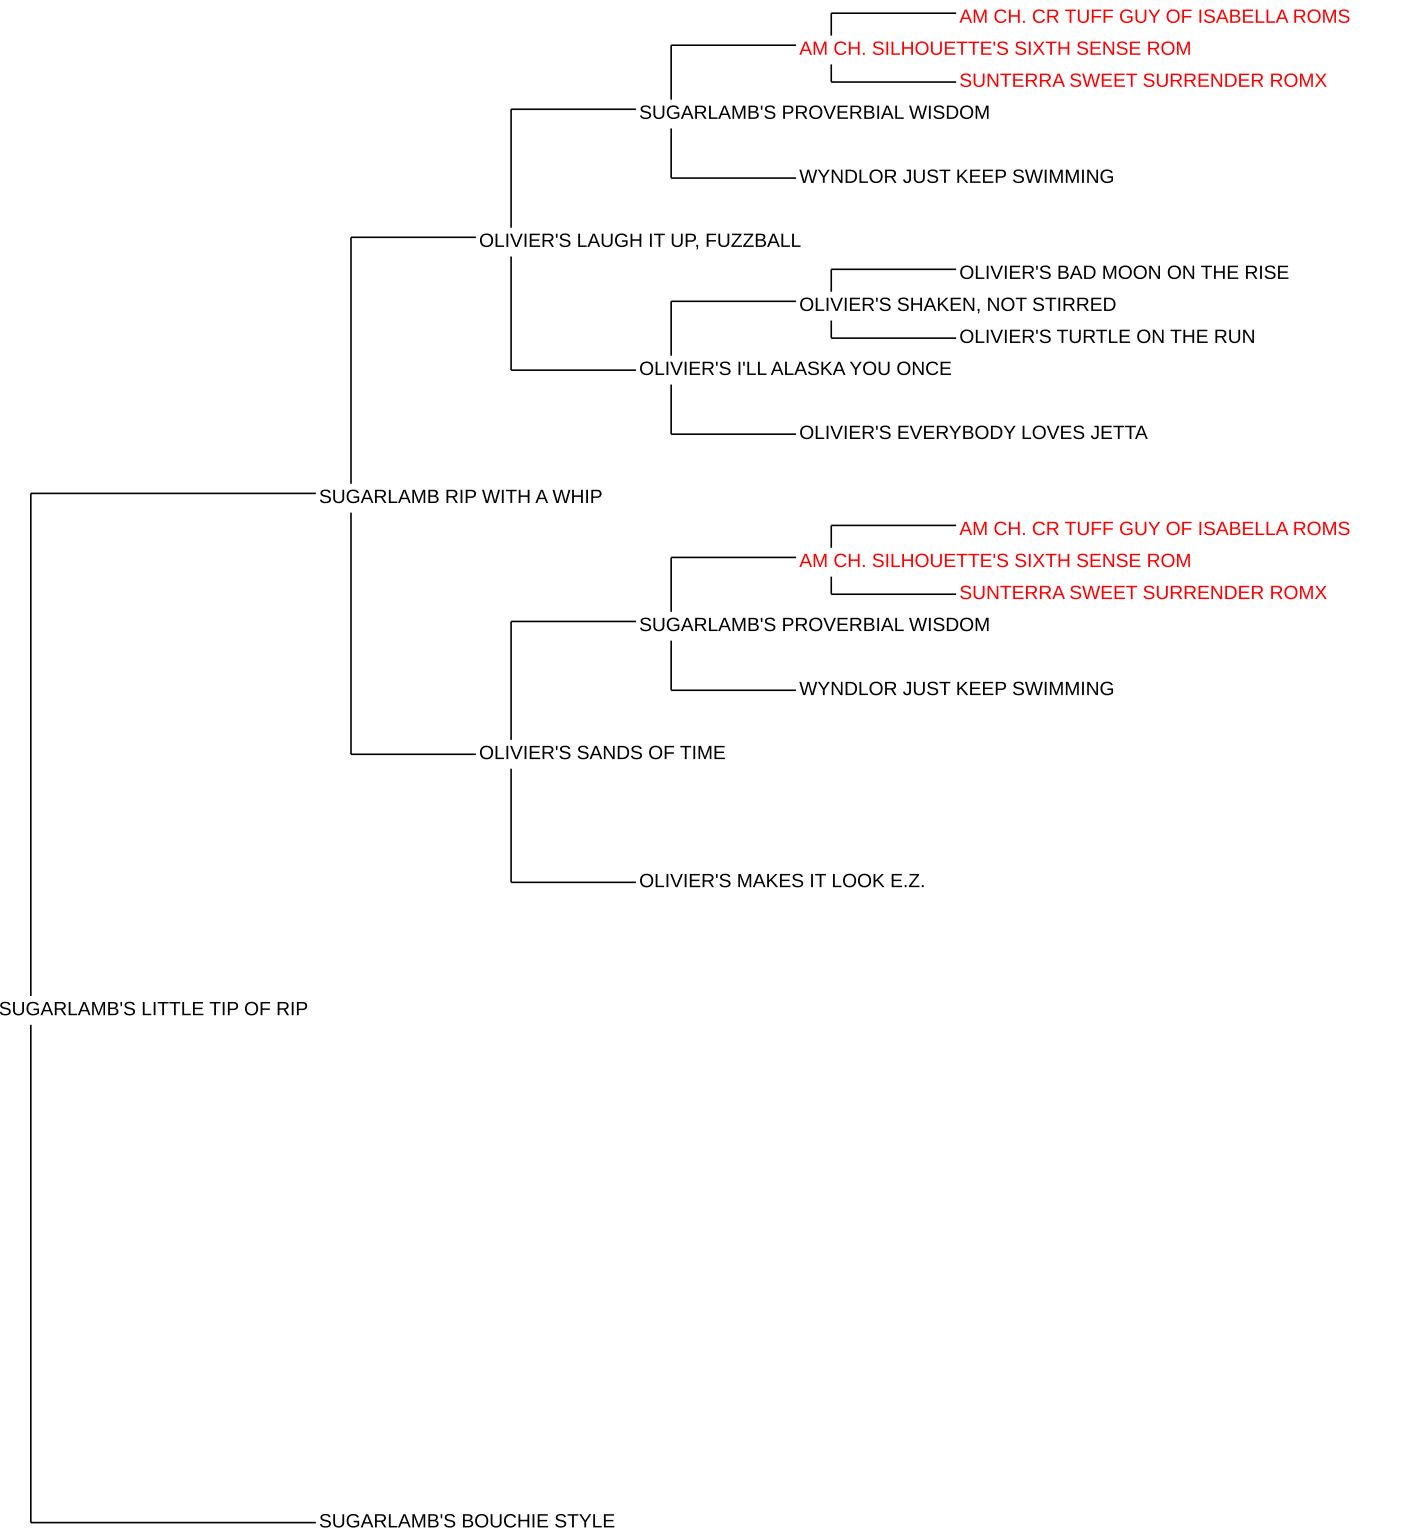 AM CH. CR TUFF GUY OF ISABELLA ROMS
AM CH. SILHOUETTE'S SIXTH SENSE ROM
SUNTERRA SWEET SURRENDER ROMX
SUGARLAMB'S PROVERBIAL WISDOM
WYNDLOR JUST KEEP SWIMMING
OLIVIER'S LAUGH IT UP, FUZZBALL
OLIVIER'S BAD MOON ON THE RISE
OLIVIER'S SHAKEN, NOT STIRRED
OLIVIER'S TURTLE ON THE RUN
OLIVIER'S I'LL ALASKA YOU ONCE
OLIVIER'S EVERYBODY LOVES JETTA
SUGARLAMB RIP WITH A WHIP
AM CH. CR TUFF GUY OF ISABELLA ROMS
AM CH. SILHOUETTE'S SIXTH SENSE ROM
SUNTERRA SWEET SURRENDER ROMX
SUGARLAMB'S PROVERBIAL WISDOM
WYNDLOR JUST KEEP SWIMMING
OLIVIER'S SANDS OF TIME
OLIVIER'S MAKES IT LOOK E.Z.
SUGARLAMB'S LITTLE TIP OF RIP
SUGARLAMB'S BOUCHIE STYLE